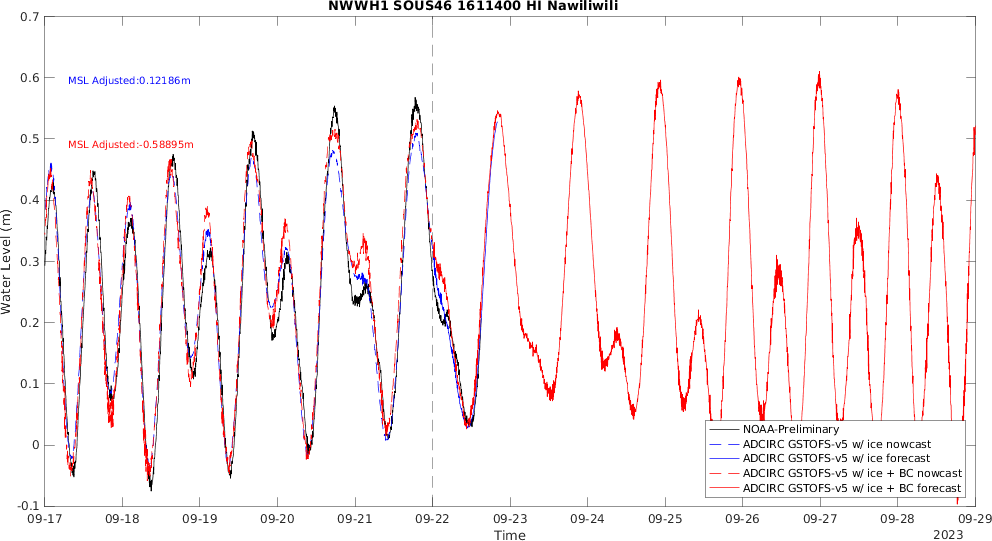 NWWH1 SOUS46 1611400 HI Nawiliwili
0.7
0.6
0.5
0.4
0.3
0.2
0.1
0
-0.1
Water Level (m)
MSL Adjusted:0.12186m
MSL Adjusted:-0.58895m
NOAA-Preliminary
ADCIRC GSTOFS-v5 w/ ice nowcast
ADCIRC GSTOFS-v5 w/ ice forecast
ADCIRC GSTOFS-v5 w/ ice + BC nowcast
ADCIRC GSTOFS-v5 w/ ice + BC forecast
09-17 09-18 09-19 09-20 09-21 09-22 09-23 09-24 09-25 09-26 09-27 09-28 09-29
Time
2023